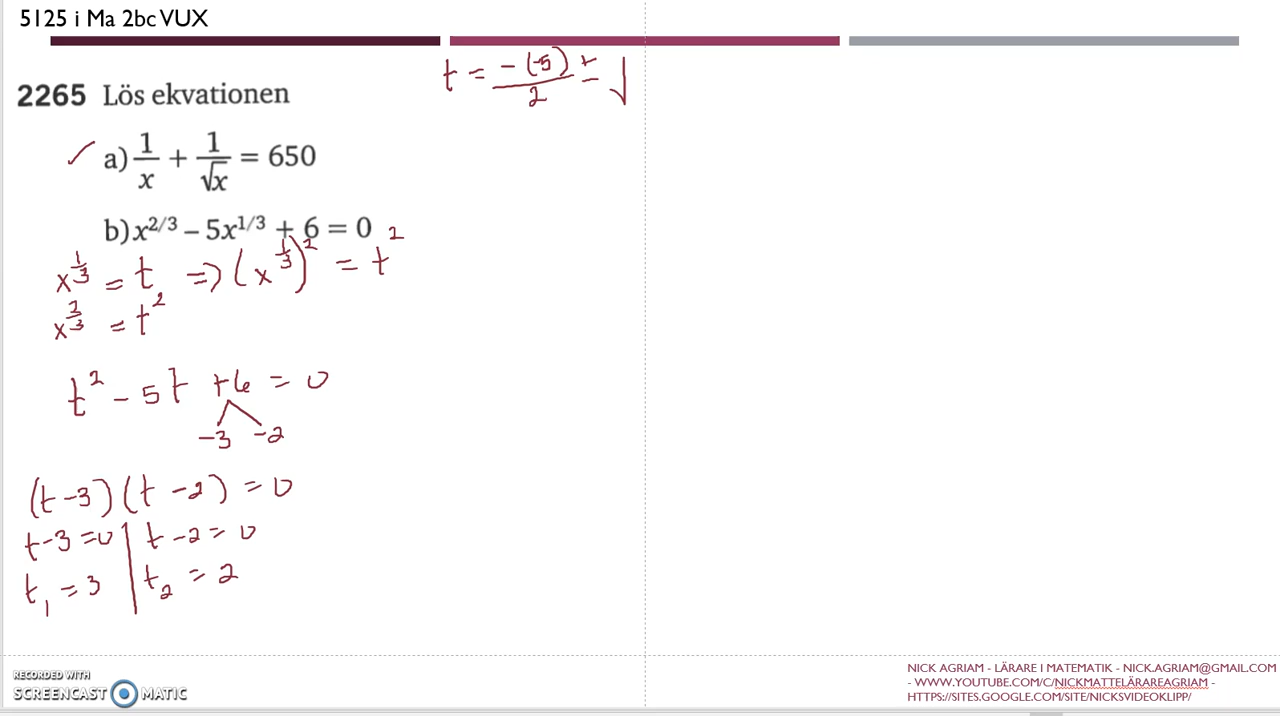 5125 i Ma 2bc VUX
2265 Lös ekvationen
a) 1/x + 1/√x = 650
b) x^2/3 – 5x^1/3 + 6 = 0
x^1/3 = t => (x^1/3)^2 = t^2
x^2/3 = t^2
t^2 - 5t + 6 = 0
-3 -2
(t-3)(t-2) = 0
t-3=0 | t-2=0
t₁ = 3 | t₂ = 2
t = -(-5)/2 ± √
RECORDED WITH
SCREENCAST MATIC
NICK AGRIAM - LÄRARE I MATEMATIK - NICK.AGRIAM@GMAIL.COM
- WWW.YOUTUBE.COM/C/NICKMATTELÄRAREAGRIAM -
HTTPS://SITES.GOOGLE.COM/SITE/NICKSVIDEOKLIPP/